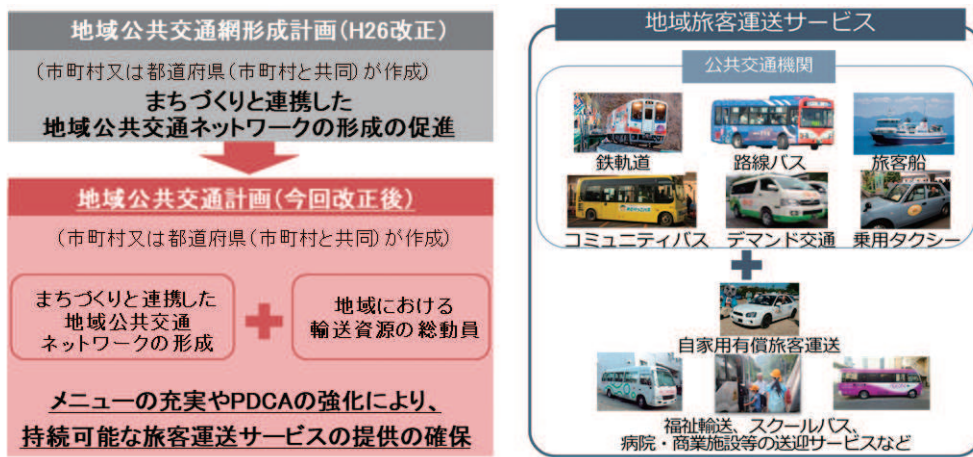 地域公共交通網形成計画(H26改正)
(市町村又は都道府県(市町村と共同)が作成)
まちづくりと連携した
地域公共交通ネットワークの形成の促進
地域公共交通計画(今回改正後)
(市町村又は都道府県(市町村と共同)が作成)
まちづくりと連携した
地域公共交通
ネットワークの形成
地域における
輸送資源の総動員
メニューの充実やPDCAの強化により、
持続可能な旅客運送サービスの提供の確保
地域旅客運送サービス
公共交通機関
鉄軌道
路線バス
旅客船
コミュニティバス
デマンド交通
乗用タクシー
自家用有償旅客運送
福祉輸送、スクールバス、
病院・商業施設等の送迎サービスなど